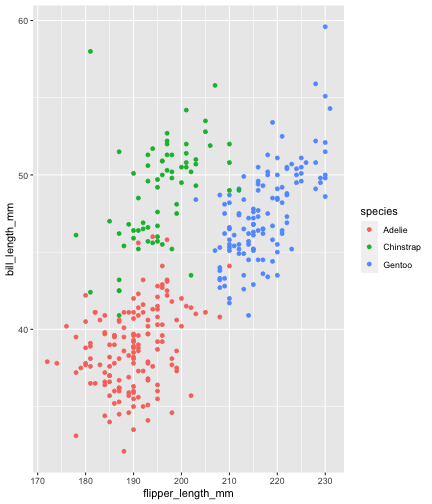 60
50
40
bill_length_mm
170 180 190 200 210 220 230
flipper_length_mm
species
Adelie
Chinstrap
Gentoo